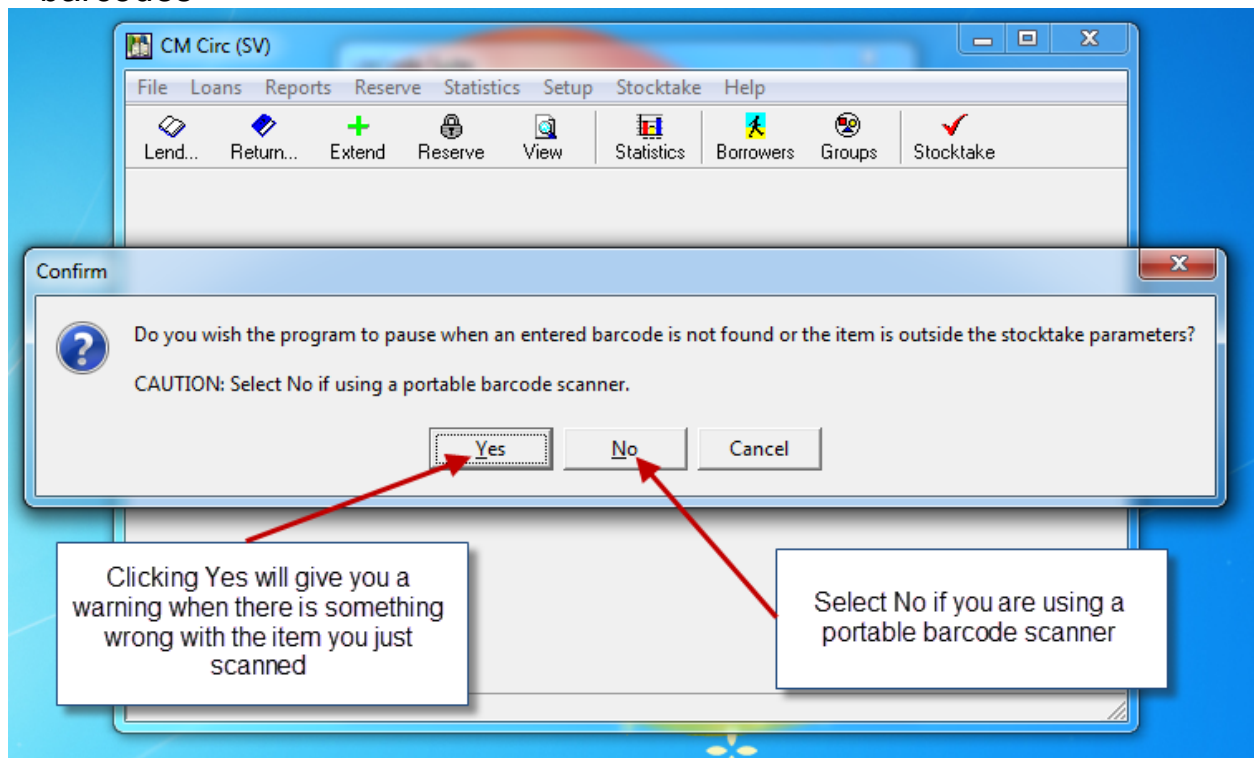 barcodes
CM Circ (SV)
File Loans Reports Reserve Statistics Setup Stocktake Help
Lend... Return... Extend Reserve View Statistics Borrowers Groups Stocktake
Confirm
Do you wish the program to pause when an entered barcode is not found or the item is outside the stocktake parameters?
CAUTION: Select No if using a portable barcode scanner.
Yes No Cancel
Clicking Yes will give you a
warning when there is something
wrong with the item you just
scanned
Select No if you are using a
portable barcode scanner